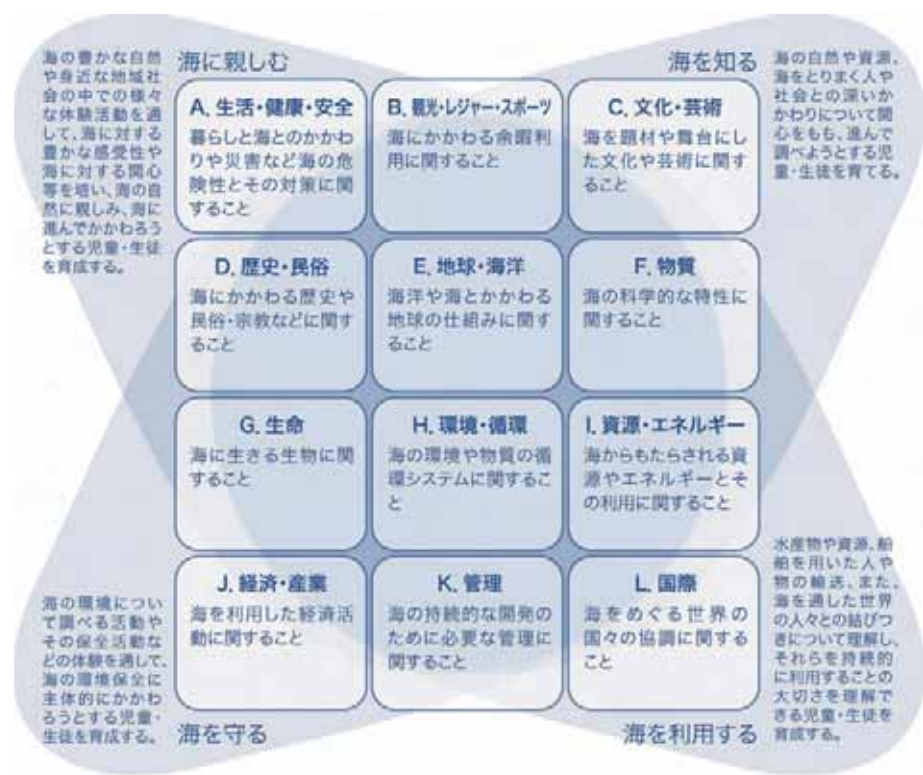 海の豊かな自然
や身近な地域社
会の中での様々
な体験活動を通
して、海に対する
豊かな感受性や
海に対する関心
等を培い、海の自
然に親しみ、海に
進んでかかわろう
とする児童・生徒
を育成する。
海に親しむ
海を知る
海の自然や資源、
海をとりまく人や
社会との深いか
かわりについて関
心をもち、進んで
調べようとする児
童・生徒を育てる。
A. 生活・健康・安全
暮らしと海とのかかわ
りや災害など海の危
険性とその対策に関
すること
B. 観光・レジャー・スポーツ
海にかかわる余暇利
用に関すること
C. 文化・芸術
海を題材や舞台にし
た文化や芸術に関す
ること
D. 歴史・民俗
海にかかわる歴史や
民俗・宗教などに関す
ること
E. 地球・海洋
海洋や海とかかわる
地球の仕組みに関す
ること
F. 物質
海の科学的な特性に
関すること
G. 生命
海に生きる生物に関
すること
H. 環境・循環
海の環境や物質の循
環システムに関するこ
と
I. 資源・エネルギー
海からもたらされる資
源やエネルギーとそ
の利用に関すること
J. 経済・産業
海を利用した経済活
動に関すること
K. 管理
海の持続的な開発の
ために必要な管理に
関すること
L. 国際
海をめぐる世界の
国々の協調に関する
こと
海の環境につい
て調べる活動や
その保全活動な
どの体験を通して、
海の環境保全に
主体的にかかわ
ろうとする児童・
生徒を育成する。
海を守る
海を利用する
水産物や資源、船
舶を用いた人や
物の輸送、また、
海を通した世界
の人々との結びつ
きについて理解し、
それらを持続的
に利用することの
大切さを理解で
きる児童・生徒を
育成する。